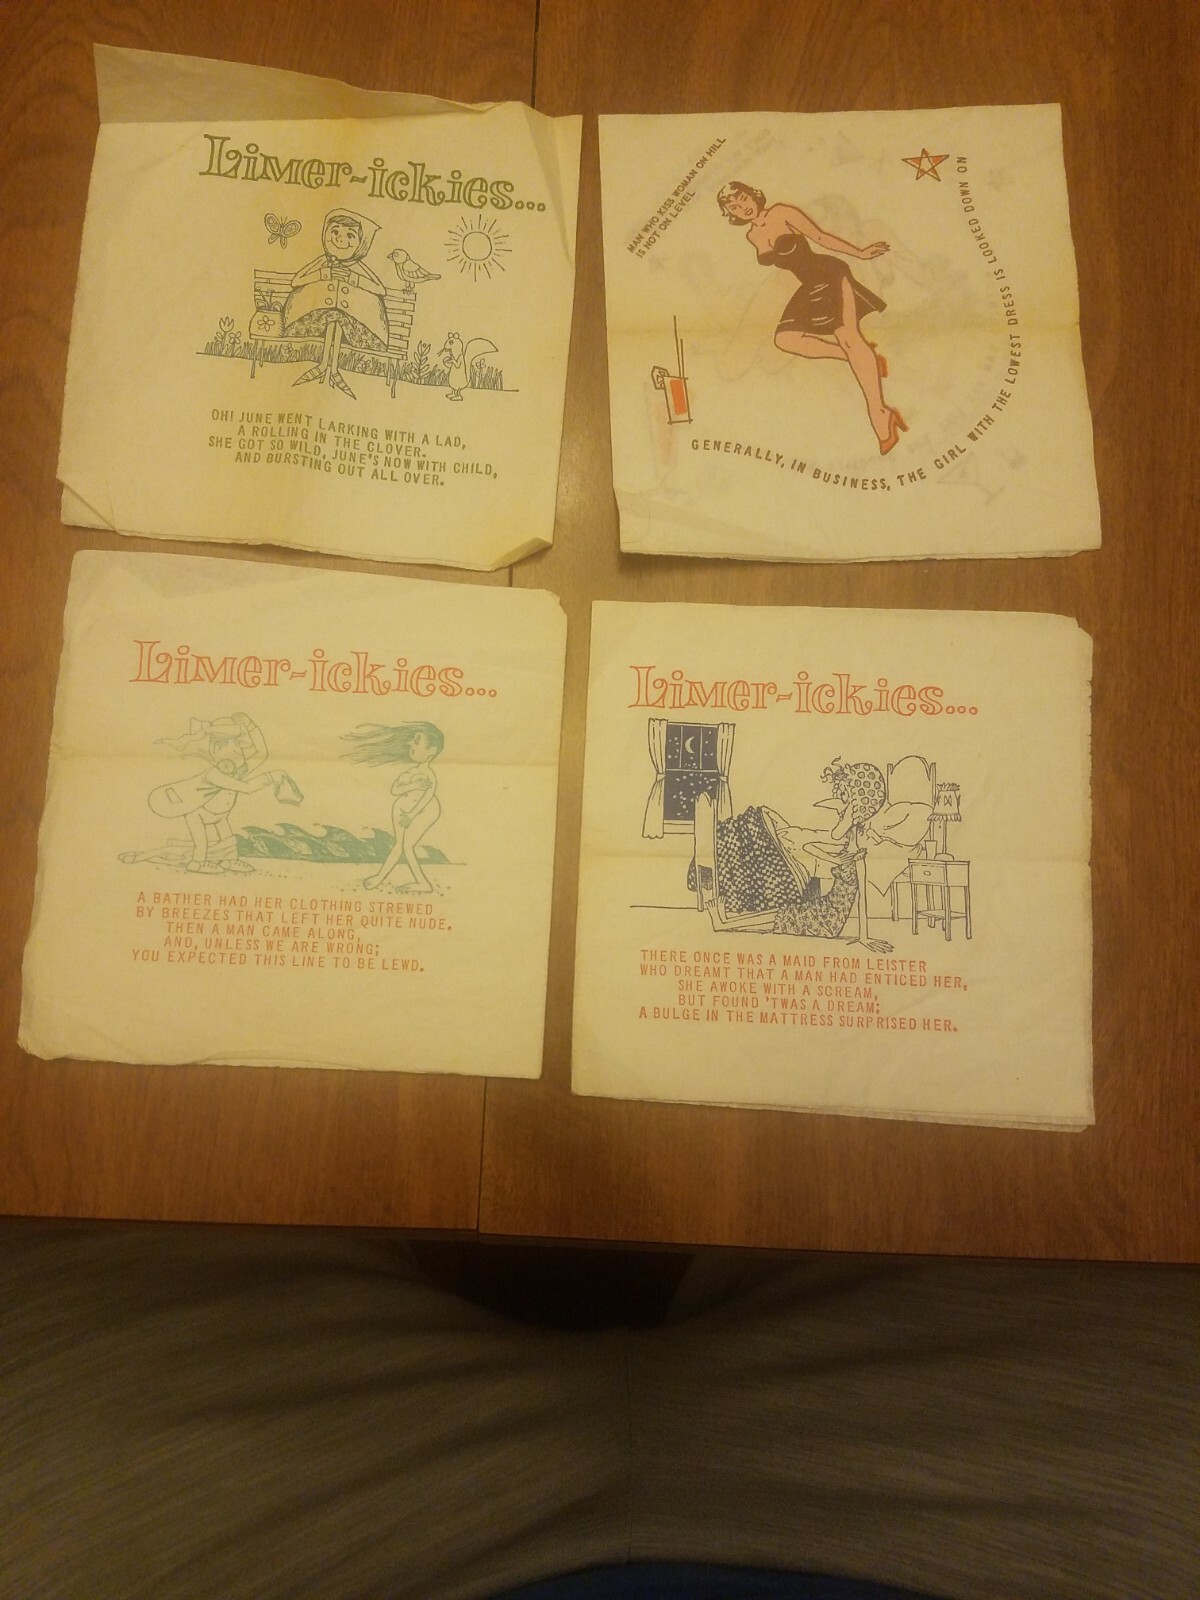 Limer-ickies...
OH! JUNE WENT LARKING WITH A LAD,
A ROLLING IN THE CLOVER.
SHE GOT SO WILD, JUNE'S NOW WITH CHILD,
AND BURSTING OUT ALL OVER.
MAN WHO KISS WOMAN ON HILL
IS NOT ON LEVEL
GENERALLY, IN BUSINESS, THE GIRL WITH THE LOWEST DRESS IS LOOKED DOWN ON
Limer-ickies...
A BATHER HAD HER CLOTHING STREWED
BY BREEZES THAT LEFT HER QUITE NUDE.
THEN A MAN CAME ALONG,
AND, UNLESS WE ARE WRONG;
YOU EXPECTED THIS LINE TO BE LEWD.
Limer-ickies...
THERE ONCE WAS A MAID FROM LEISTER
WHO DREAMT THAT A MAN HAD ENTICED HER,
SHE AWOKE WITH A SCREAM,
BUT FOUND 'TWAS A DREAM;
A BULGE IN THE MATTRESS SURPRISED HER.